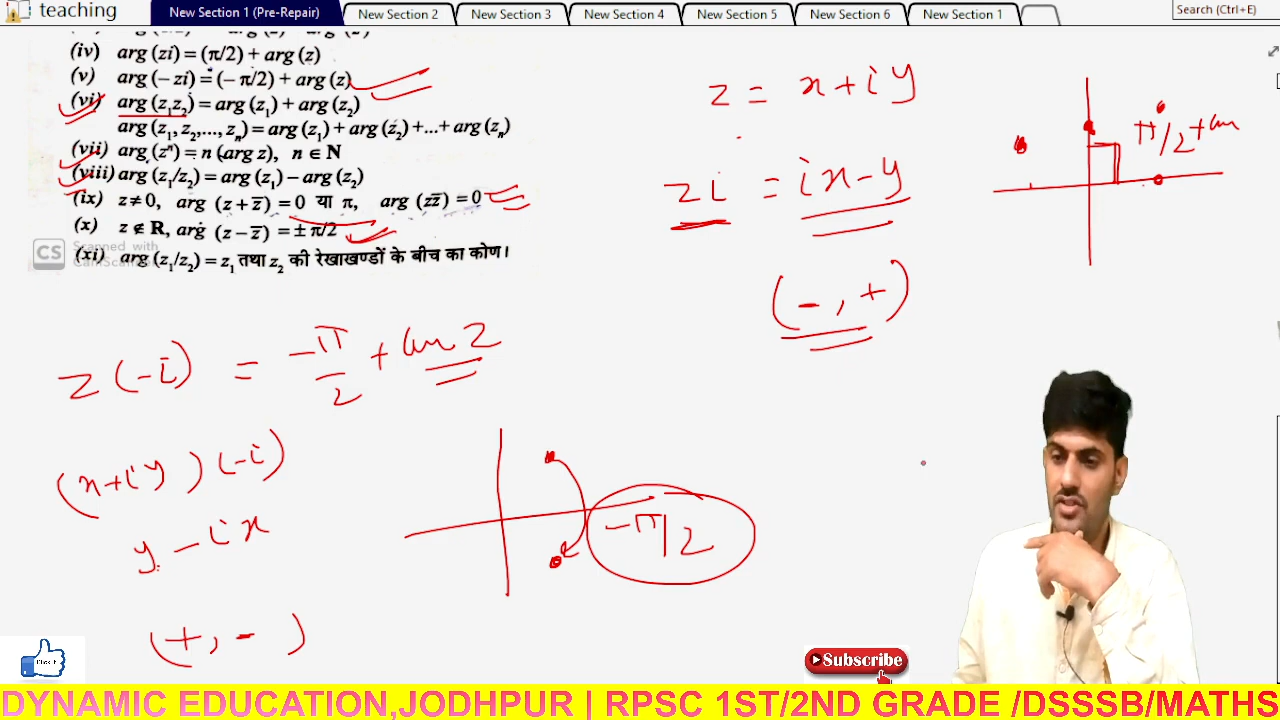 teaching
New Section 1 (Pre-Repair) New Section 2 New Section 3 New Section 4 New Section 5 New Section 6 New Section 1
Search (Ctrl+E)
(iv) arg (zi) = (π/2) + arg (z)
(v) arg (− zi) = (− π/2) + arg (z)
(vi) arg (z₁z₂) = arg (z₁) + arg (z₂)
arg (z₁, z₂,..., zₙ) = arg (z₁) + arg (z₂) +...+ arg (zₙ)
(vii) arg (zⁿ) = n (arg z), n ∈ N
(viii) arg (z₁/z₂) = arg (z₁) − arg (z₂)
(ix) z ≠ 0, arg (z + z̅) = 0 या π, arg (zz̅) = 0
(x) z ∉ R, arg (z − z̅) = ± π/2
(xi) arg (z₁/z₂) = z₁ तथा z₂ की रेखाखण्डों के बीच का कोण।
CS Scanned with
CamScanner
z = x + iy
zi = ix − y
(−, +)
π/2 +
z (−i) = −π/2 + z
(x + iy) (−i)
y − ix
(+, −)
−π/2
Subscribe
DYNAMIC EDUCATION,JODHPUR | RPSC 1ST/2ND GRADE /DSSSB/MATHS